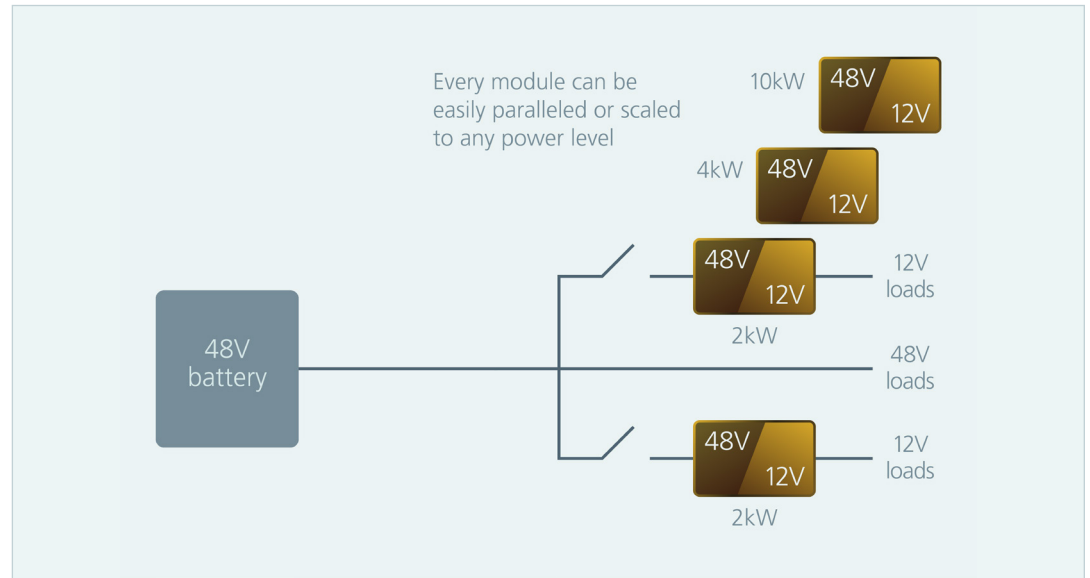 Every module can be
easily paralleled or scaled
to any power level
10kW
48V
12V
4kW
48V
12V
48V
12V
2kW
12V
loads
48V
battery
48V
loads
48V
12V
2kW
12V
loads